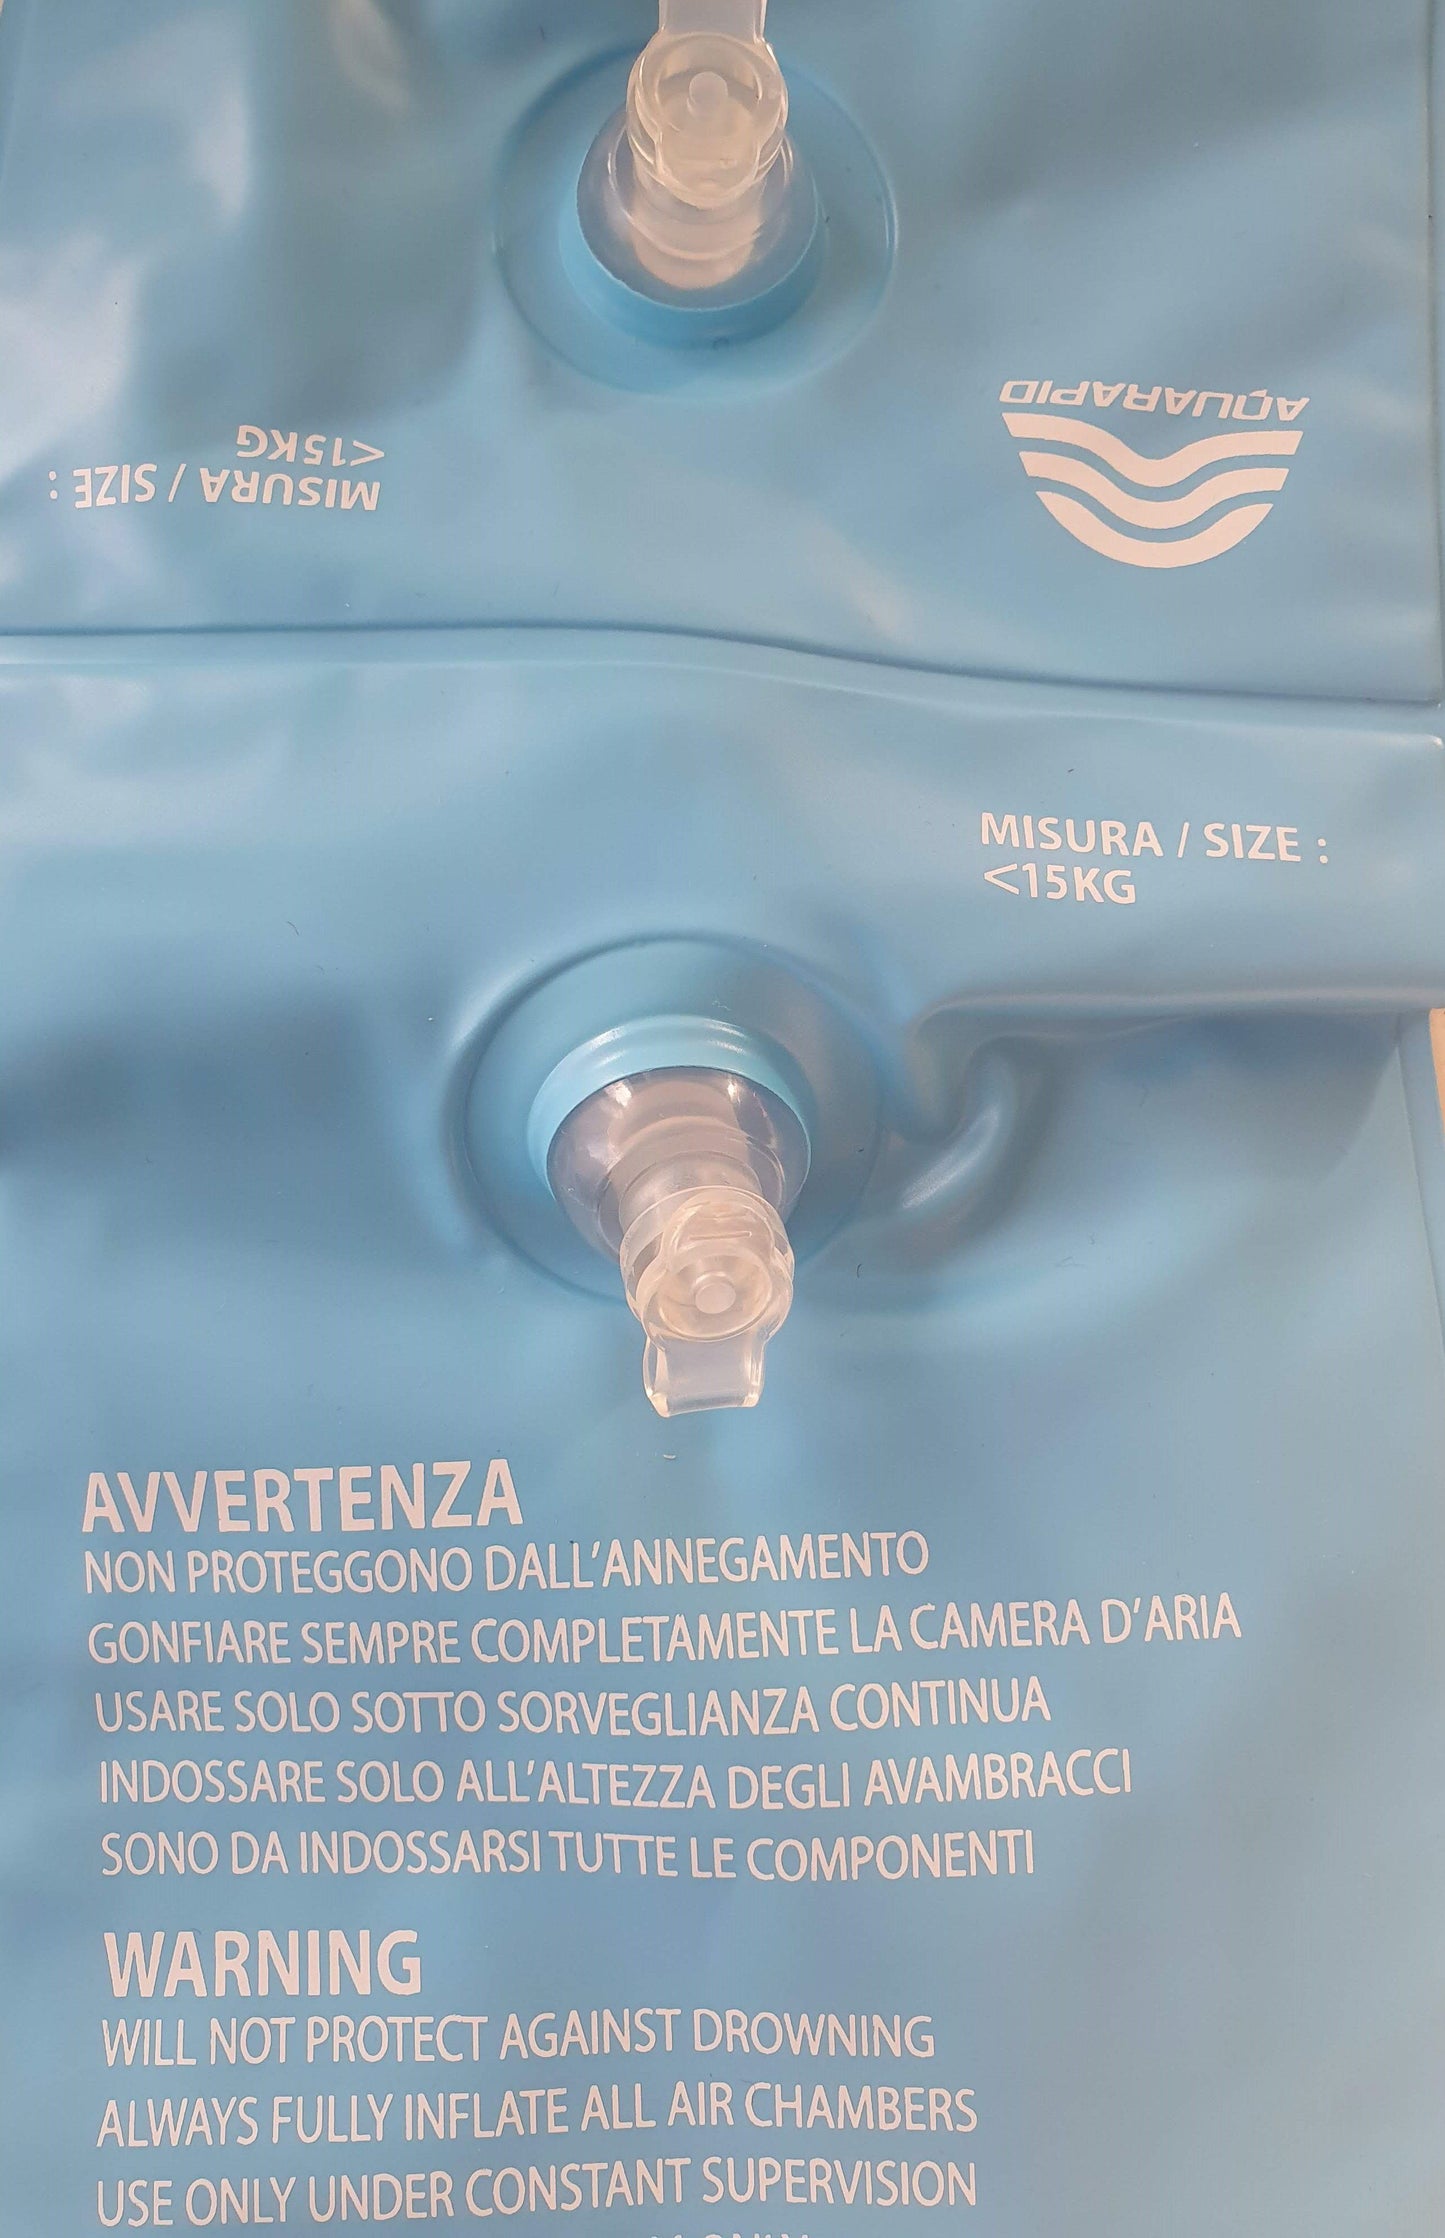 AQUARAPID
MISURA / SIZE :
<15KG
MISURA / SIZE :
<15KG
AVVERTENZA
NON PROTEGGONO DALL'ANNEGAMENTO
GONFIARE SEMPRE COMPLETAMENTE LA CAMERA D'ARIA
USARE SOLO SOTTO SORVEGLIANZA CONTINUA
INDOSSARE SOLO ALL'ALTEZZA DEGLI AVAMBRACCI
SONO DA INDOSSARSI TUTTE LE COMPONENTI
WARNING
WILL NOT PROTECT AGAINST DROWNING
ALWAYS FULLY INFLATE ALL AIR CHAMBERS
USE ONLY UNDER CONSTANT SUPERVISION